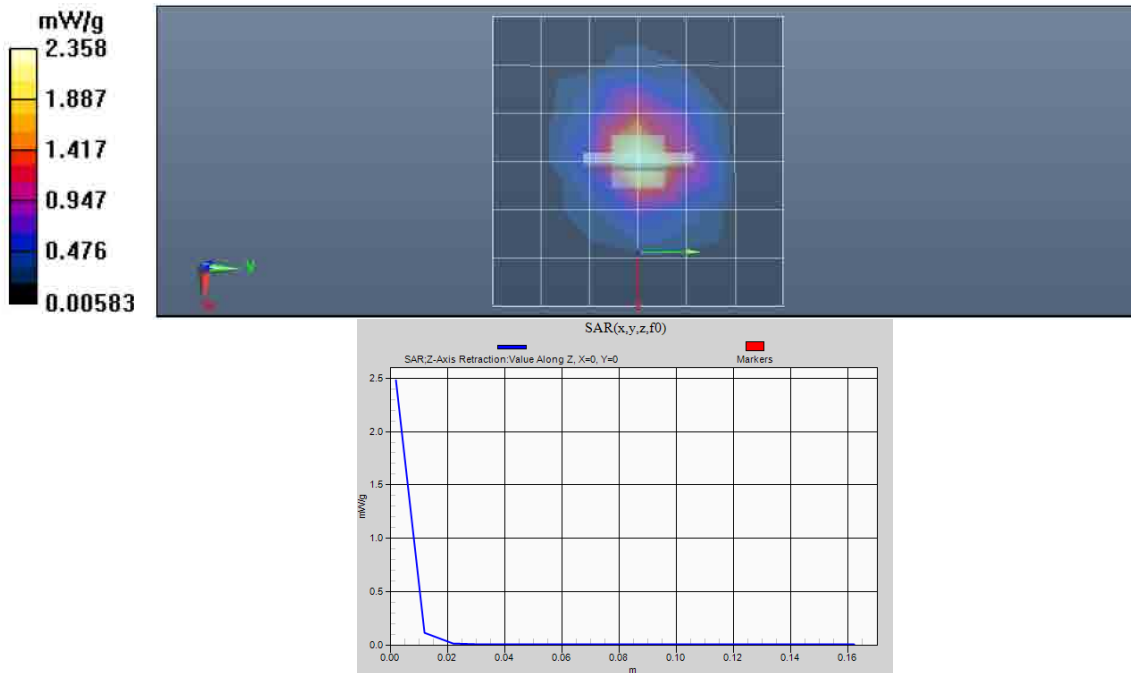 mW/g
2.358
1.887
1.417
0.947
0.476
0.00583
y
SAR(x,y,z,f0)
SAR;Z-Axis Retraction:Value Along Z, X=0, Y=0
Markers
2.5
2.0
1.5
1.0
0.5
0.0
mW/g
0.00 0.02 0.04 0.06 0.08 0.10 0.12 0.14 0.16
m